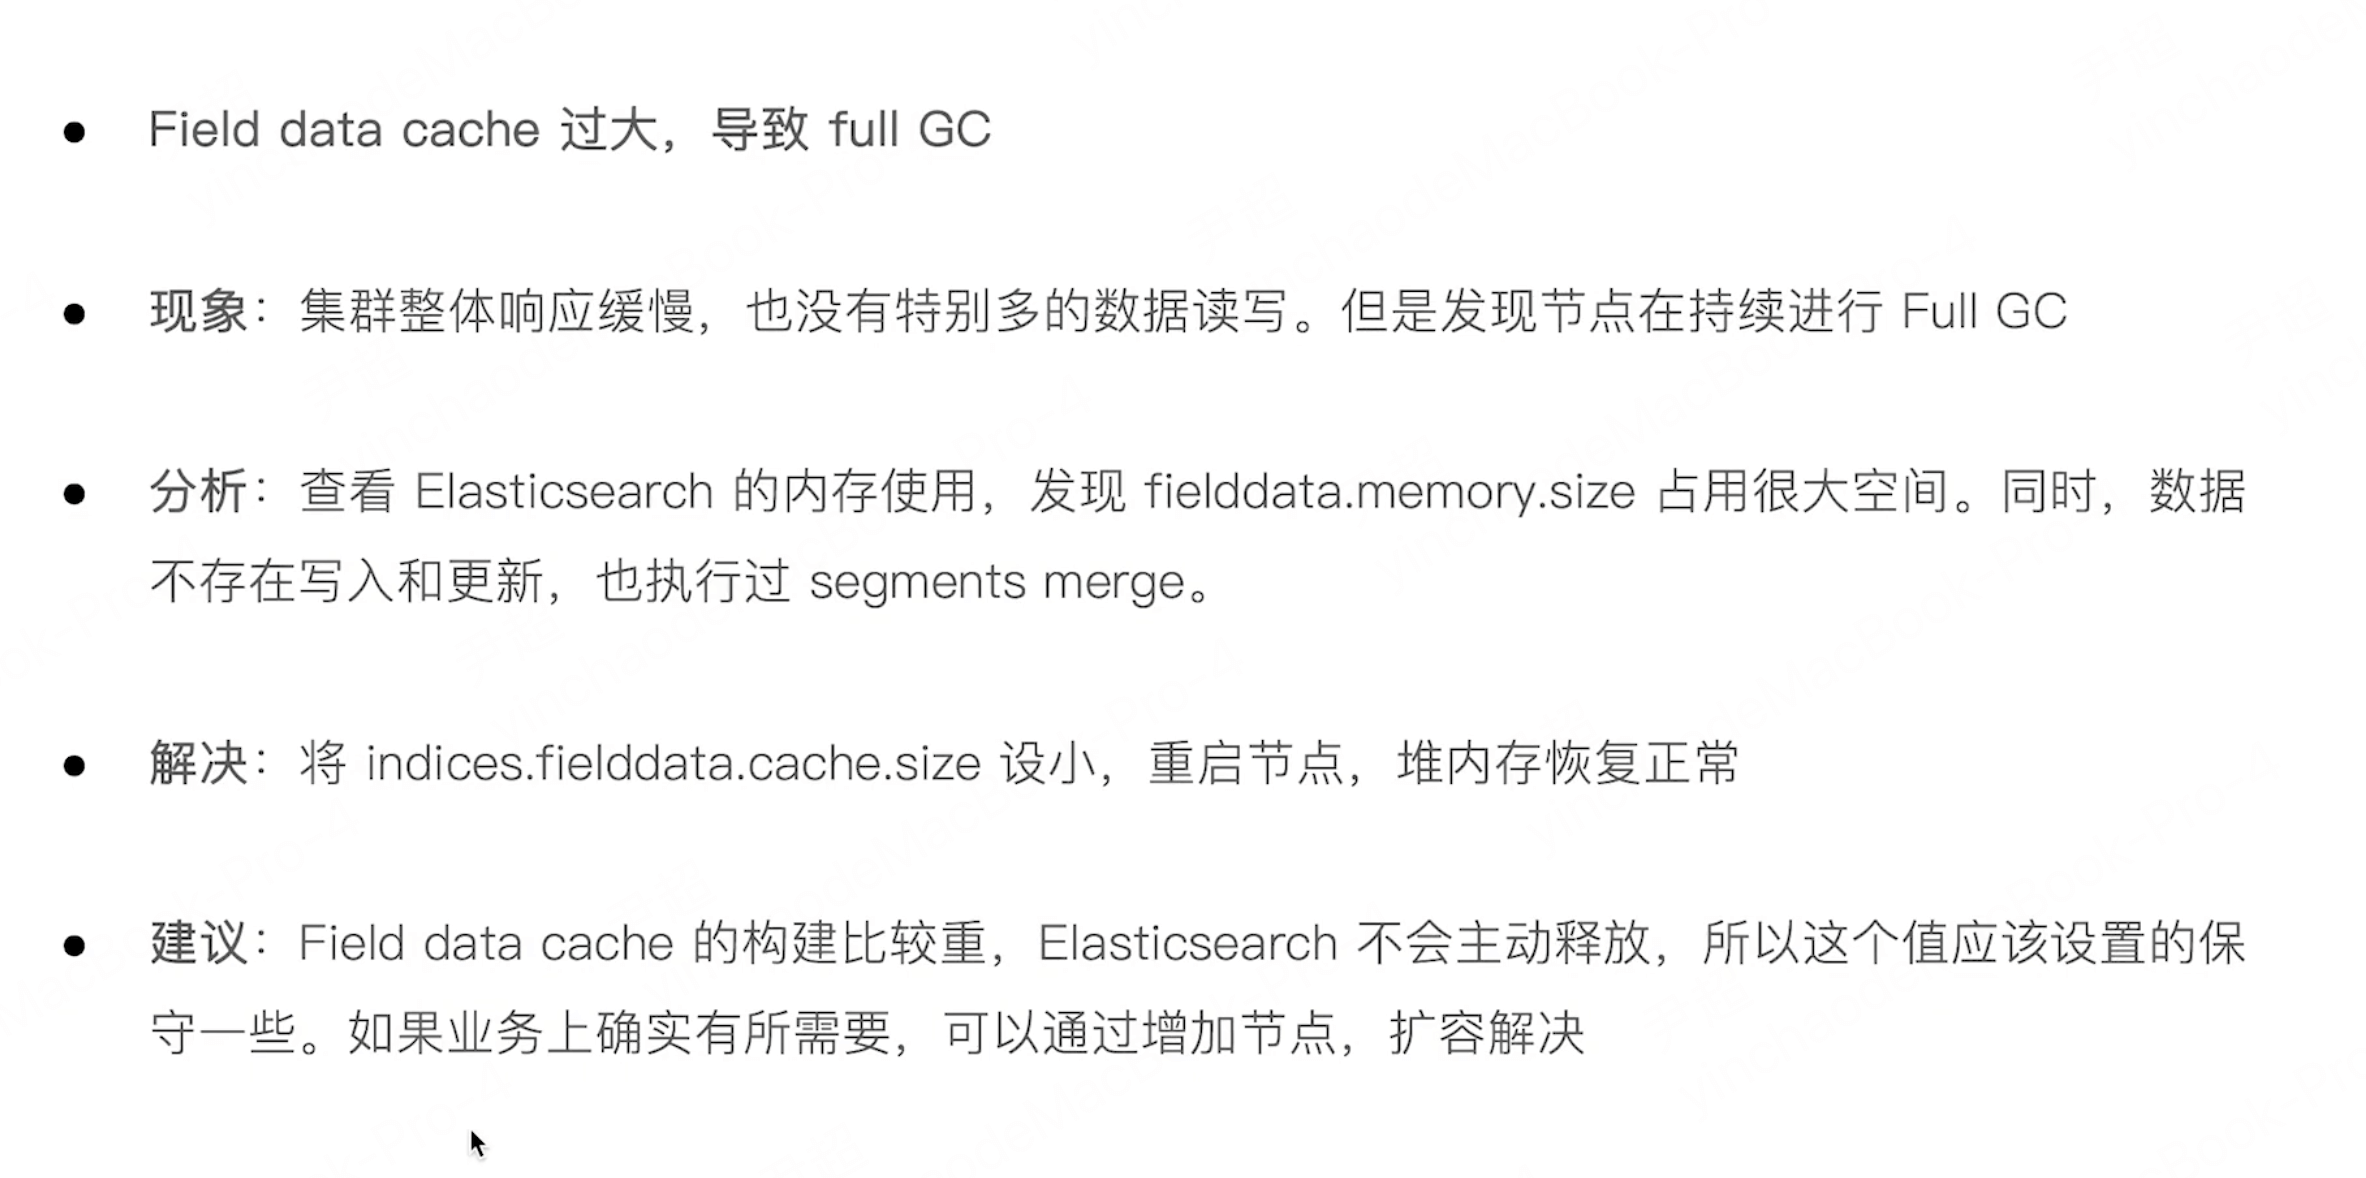 Field data cache 过大，导致 full GC
现象：集群整体响应缓慢，也没有特别多的数据读写。但是发现节点在持续进行 Full GC
分析：查看 Elasticsearch 的内存使用，发现 fielddata.memory.size 占用很大空间。同时，数据
不存在写入和更新，也执行过 segments merge。
解决：将 indices.fielddata.cache.size 设小，重启节点，堆内存恢复正常
建议：Field data cache 的构建比较重，Elasticsearch 不会主动释放，所以这个值应该设置的保
守一些。如果业务上确实有所需要，可以通过增加节点，扩容解决